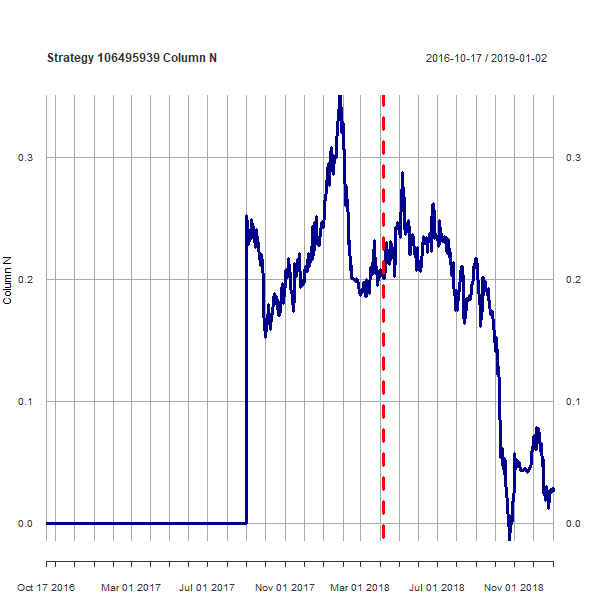 Strategy 106495939 Column N
2016-10-17 / 2019-01-02
Column N
0.3
0.3
0.2
0.2
0.1
0.1
0.0
0.0
Oct 17 2016
Mar 01 2017
Jul 01 2017
Nov 01 2017
Mar 01 2018
Jul 01 2018
Nov 01 2018